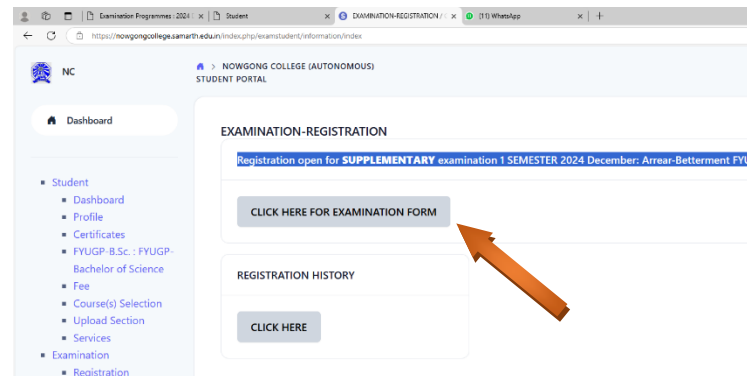 Examination Programmes : 2024
Student
EXAMINATION-REGISTRATION /
(11) WhatsApp
https://nowgongcollege.samarth.edu.in/index.php/examstudent/information/index
NC
NOWGONG COLLEGE (AUTONOMOUS)
STUDENT PORTAL
Dashboard
EXAMINATION-REGISTRATION
Registration open for SUPPLEMENTARY examination 1 SEMESTER 2024 December: Arrear-Betterment FYU
CLICK HERE FOR EXAMINATION FORM
REGISTRATION HISTORY
CLICK HERE
Student
Dashboard
Profile
Certificates
FYUGP-B.Sc. : FYUGP-
Bachelor of Science
Fee
Course(s) Selection
Upload Section
Services
Examination
Registration